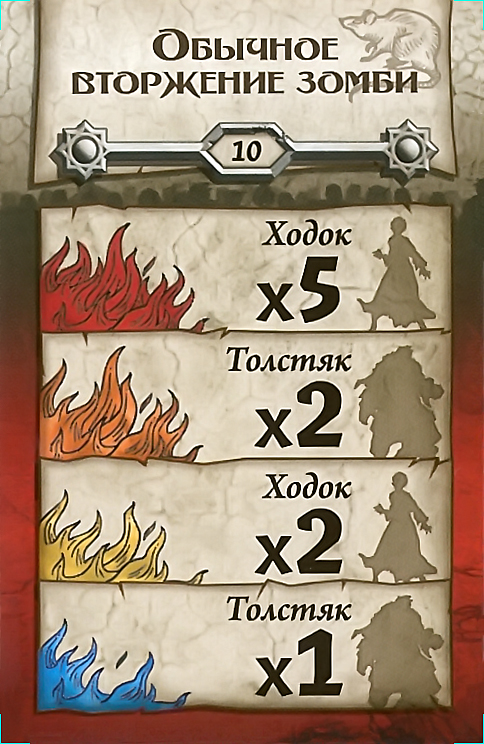 Обычное
вторжение зомби
10
Ходок
x5
Толстяк
x2
Ходок
x2
Толстяк
x1